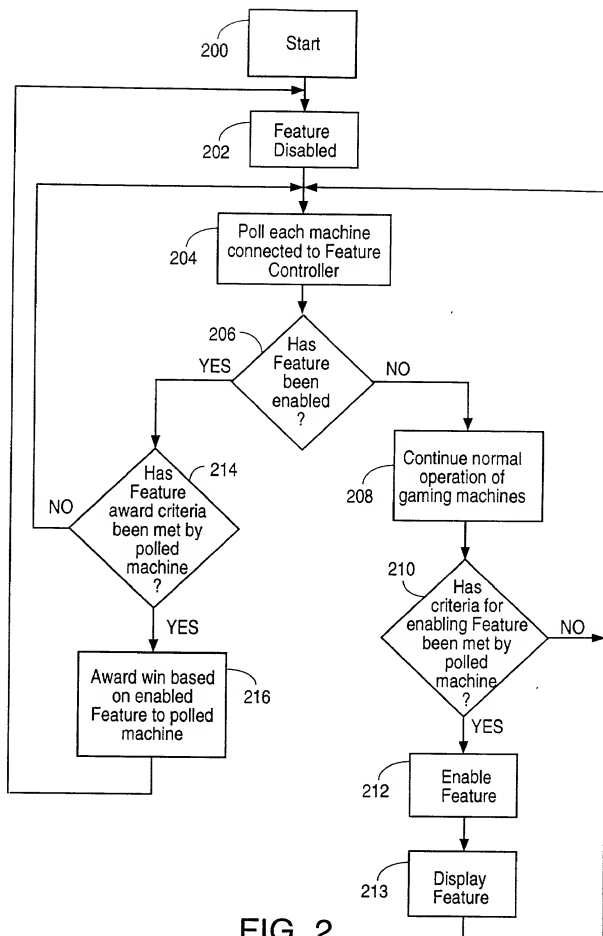 200
Start
202
Feature
Disabled
204
Poll each machine
connected to Feature
Controller
206
Has
Feature
been
enabled
?
YES
NO
214
Has
Feature
award criteria
been met by
polled
machine
?
NO
YES
208
Continue normal
operation of
gaming machines
210
Has
criteria for
enabling Feature
been met by
polled
machine
?
NO
YES
216
Award win based
on enabled
Feature to polled
machine
212
Enable
Feature
213
Display
Feature
FIG. 2